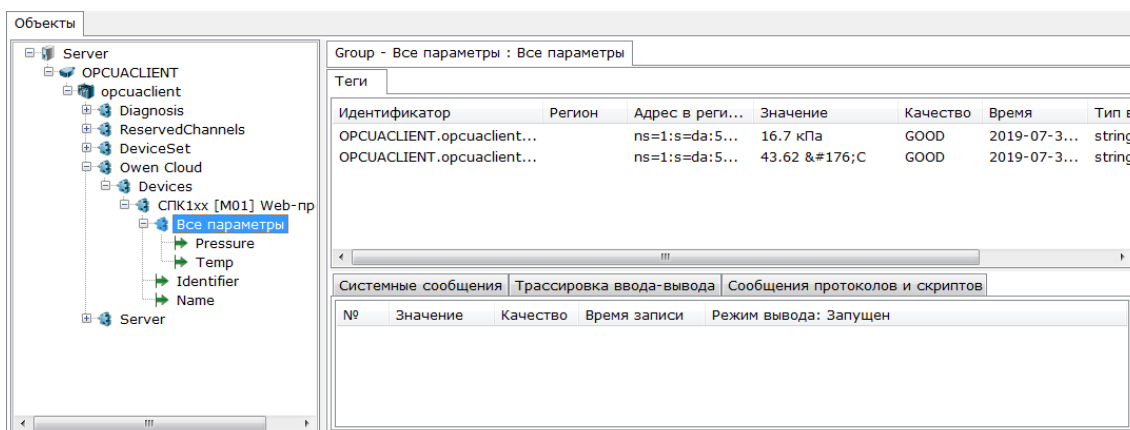 Объекты
Server
OPCUACLIENT
opcuaclient
Diagnosis
ReservedChannels
DeviceSet
Owen Cloud
Devices
СПК1xx [M01] Web-пр
Все параметры
Pressure
Temp
Identifier
Name
Server
Group - Все параметры : Все параметры
Теги
Идентификатор Регион Адрес в реги... Значение Качество Время Тип в
OPCUACLIENT.opcuaclient... ns=1:s=da:5... 16.7 кПа GOOD 2019-07-3... string
OPCUACLIENT.opcuaclient... ns=1:s=da:5... 43.62 &#176;C GOOD 2019-07-3... string
Системные сообщения Трассировка ввода-вывода Сообщения протоколов и скриптов
№ Значение Качество Время записи Режим вывода: Запущен